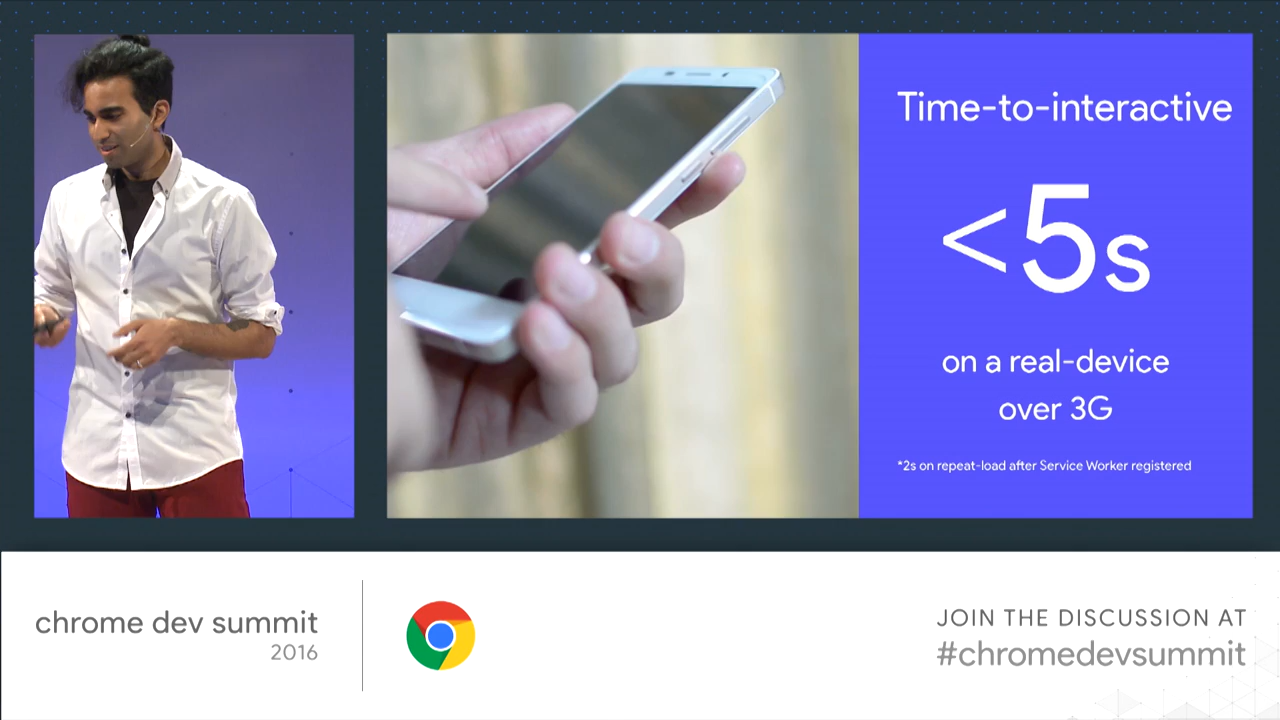 Time-to-interactive
<5s
on a real-device
over 3G
*2s on repeat-load after Service Worker registered
chrome dev summit
2016
JOIN THE DISCUSSION AT
#chromedevsummit